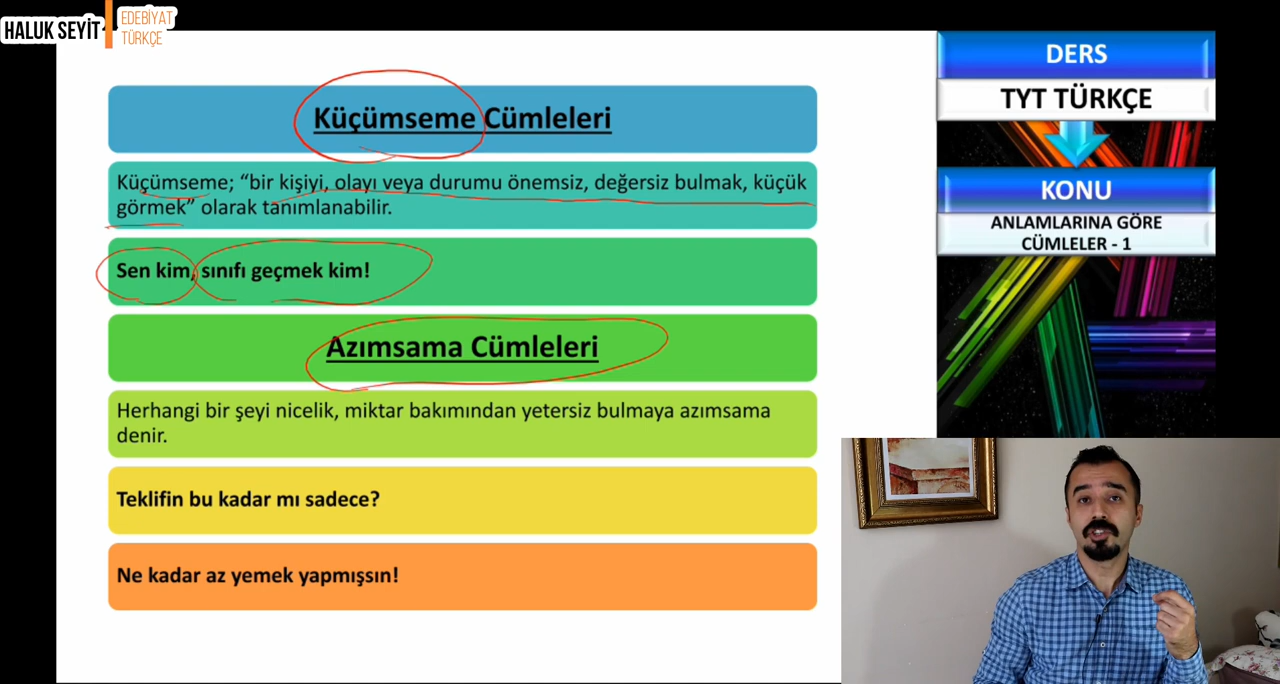 HALUK SEYİT
EDEBİYAT
TÜRKÇE
Küçümseme Cümleleri
Küçümseme; “bir kişiyi, olayı veya durumu önemsiz, değersiz bulmak, küçük
görmek” olarak tanımlanabilir.
Sen kim, sınıfı geçmek kim!
Azımsama Cümleleri
Herhangi bir şeyi nicelik, miktar bakımından yetersiz bulmaya azımsama
denir.
Teklifin bu kadar mı sadece?
Ne kadar az yemek yapmışsın!
DERS
TYT TÜRKÇE
KONU
ANLAMLARINA GÖRE
CÜMLELER - 1